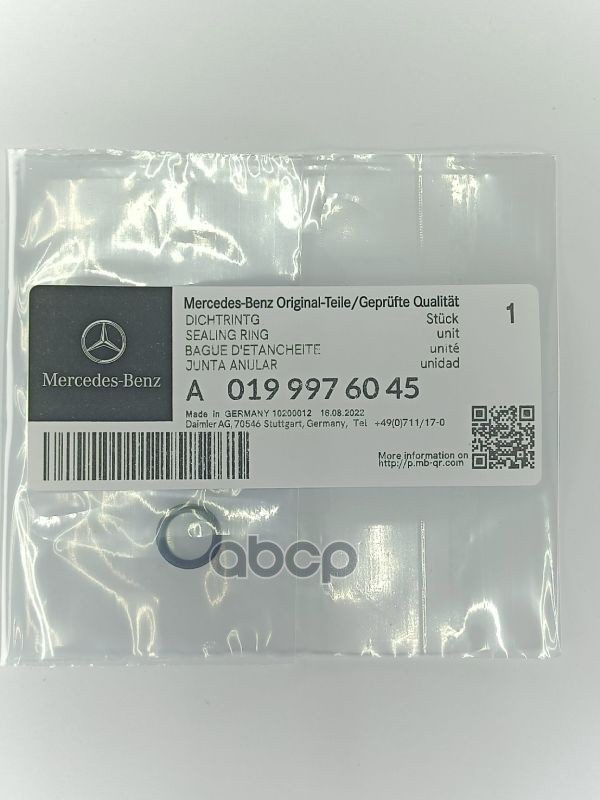 Mercedes-Benz Original-Teile/Geprüfte Qualität
DICHTRINTG Stück 1
SEALING RING unit
BAGUE D'ETANCHEITE unité
JUNTA ANULAR unidad
Mercedes-Benz
A 019 997 60 45
Made in GERMANY 10200012 16.08.2022
Daimler AG, 70546 Stuttgart, Germany, Tel +49(0)711/17-0
More information on
http://p.mb-qr.com
abcp